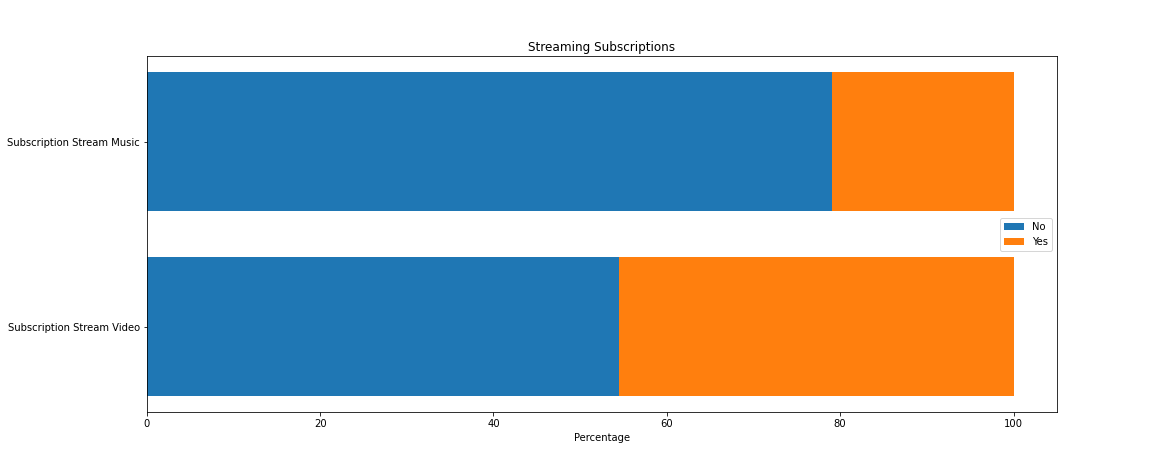 Streaming Subscriptions
Subscription Stream Music
No
Yes
Subscription Stream Video
0 20 40 60 80 100
Percentage